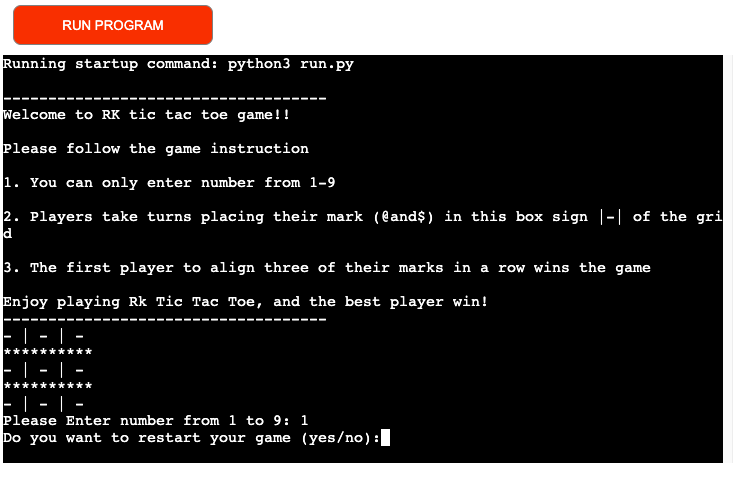 RUN PROGRAM
Running startup command: python3 run.py
------------------------------------
Welcome to RK tic tac toe game!!
Please follow the game instruction
1. You can only enter number from 1-9
2. Players take turns placing their mark (@and$) in this box sign |-| of the gri
d
3. The first player to align three of their marks in a row wins the game
Enjoy playing Rk Tic Tac Toe, and the best player win!
------------------------------------
- | - | -
**********
- | - | -
**********
- | - | -
Please Enter number from 1 to 9: 1
Do you want to restart your game (yes/no):